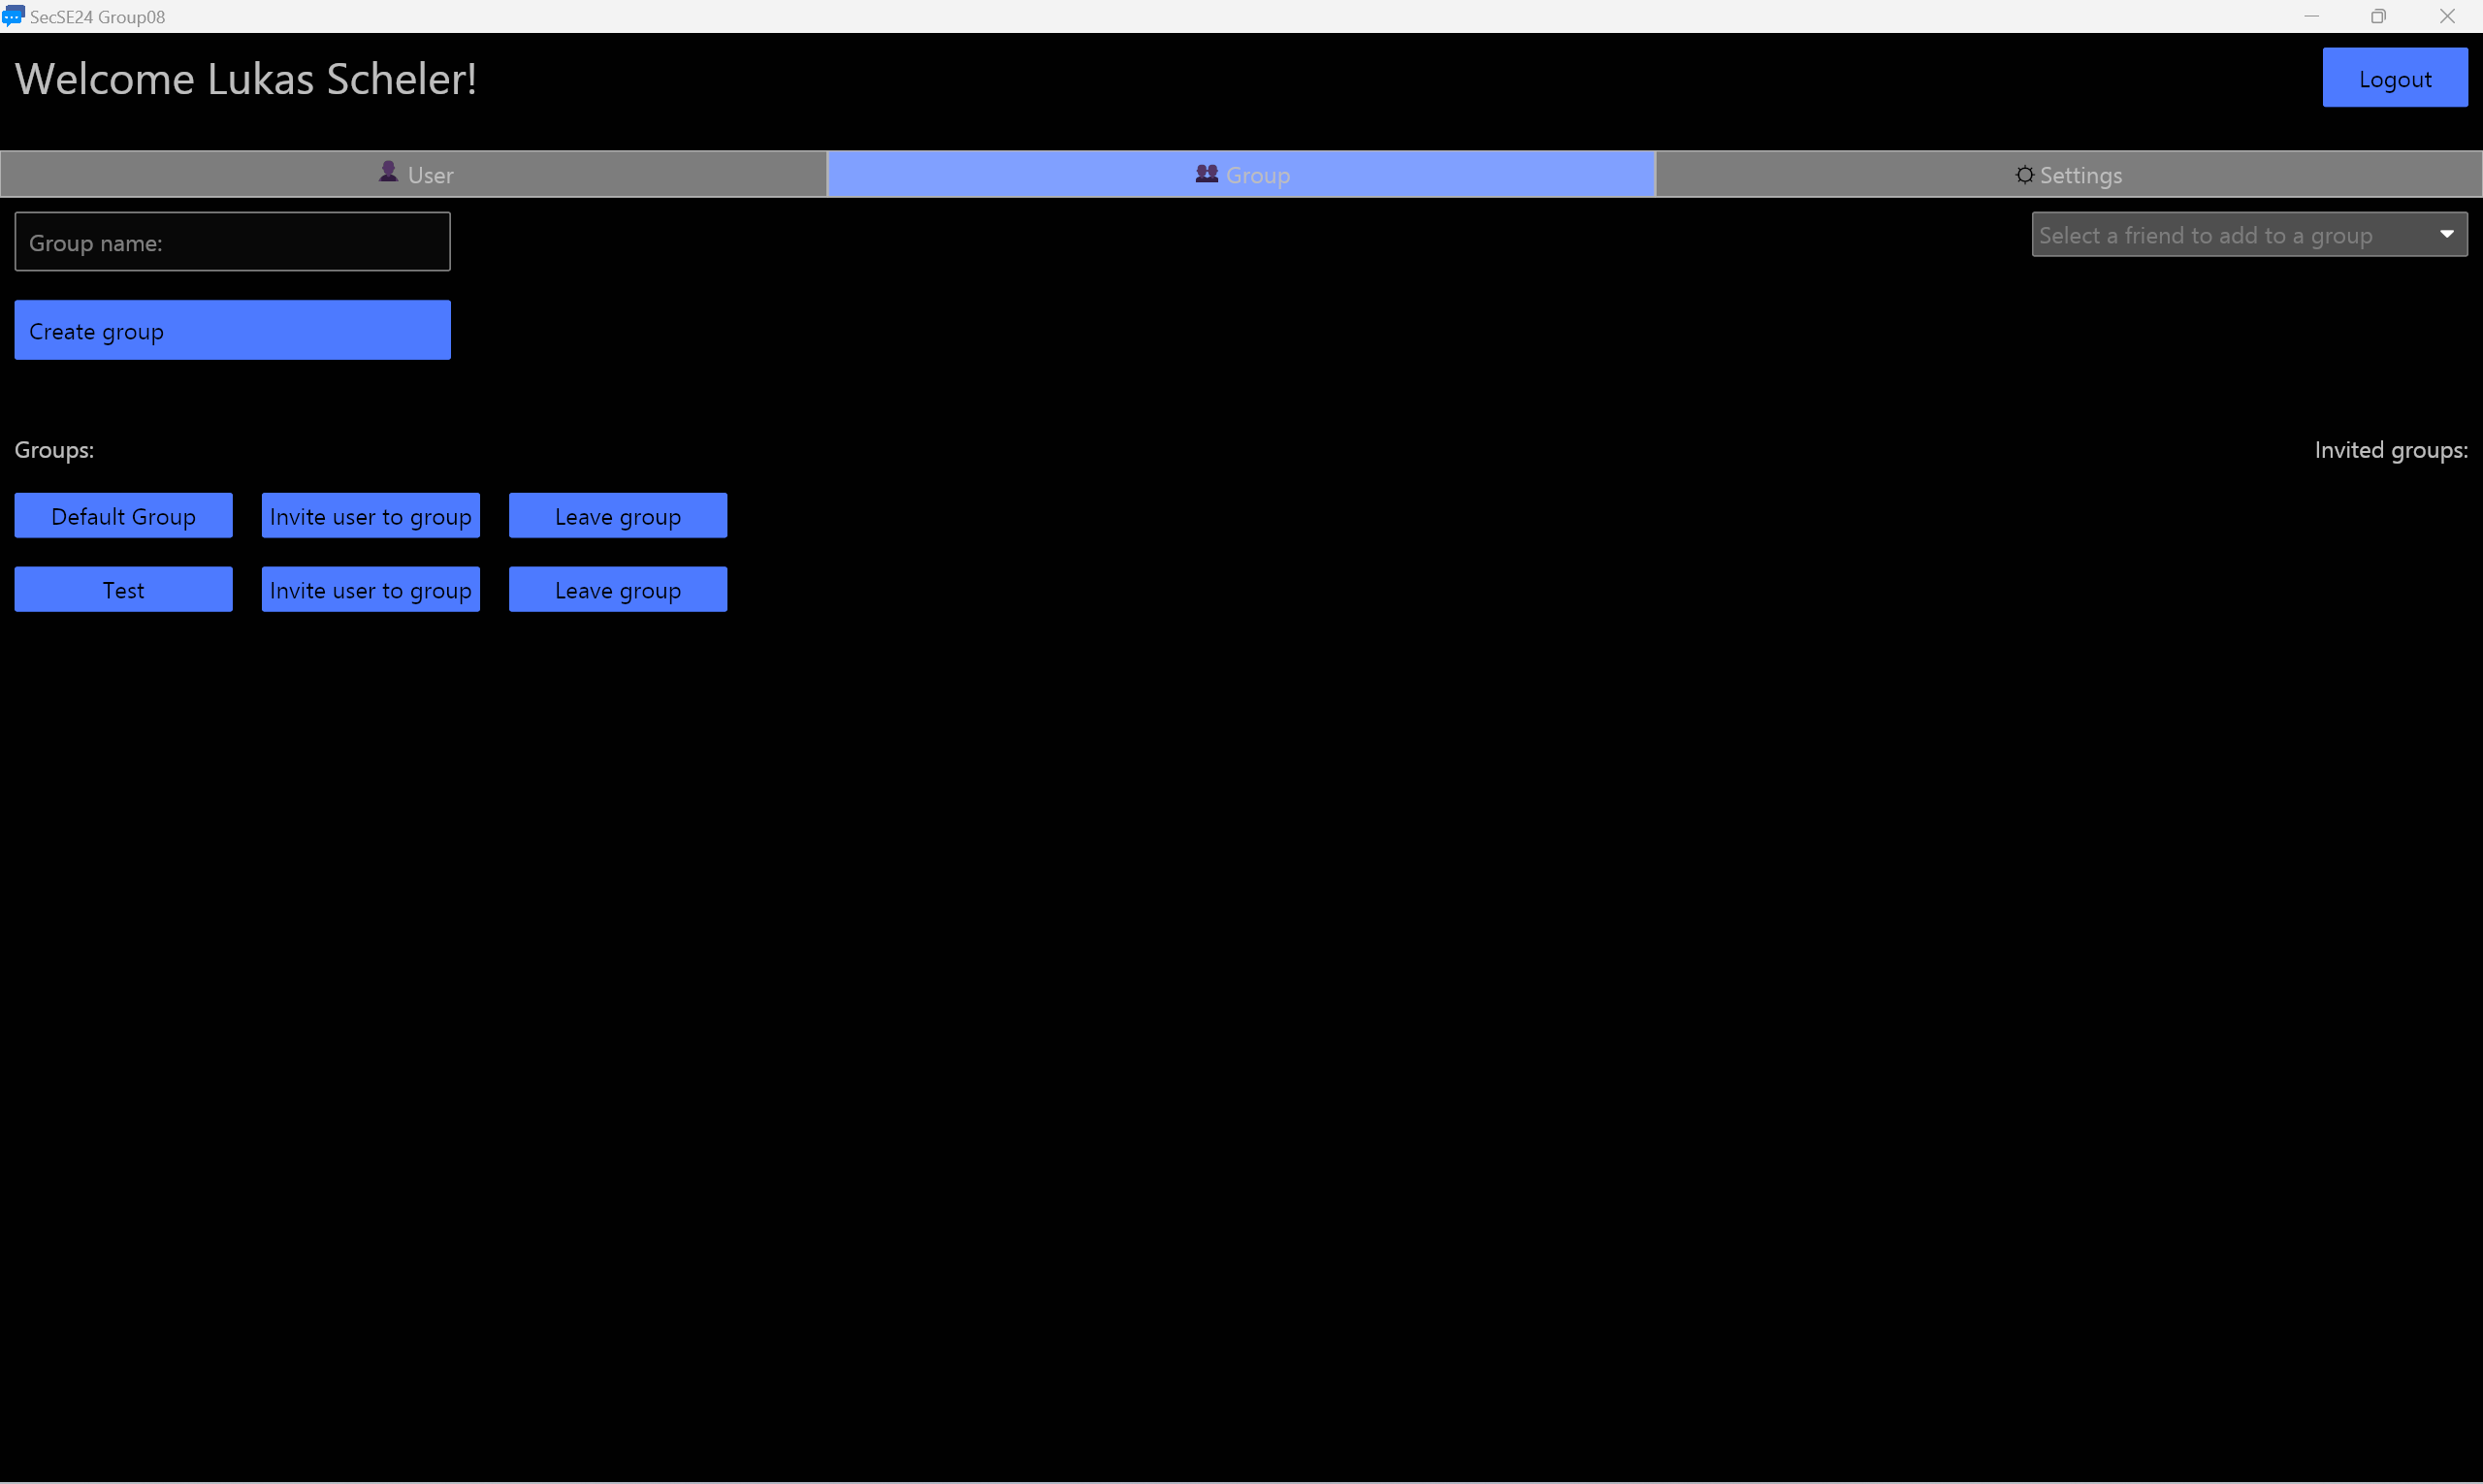 SecSE24 Group08
Welcome Lukas Scheler!
Logout
User
Group
Settings
Group name:
Select a friend to add to a group
Create group
Groups:
Invited groups:
Default Group
Invite user to group
Leave group
Test
Invite user to group
Leave group